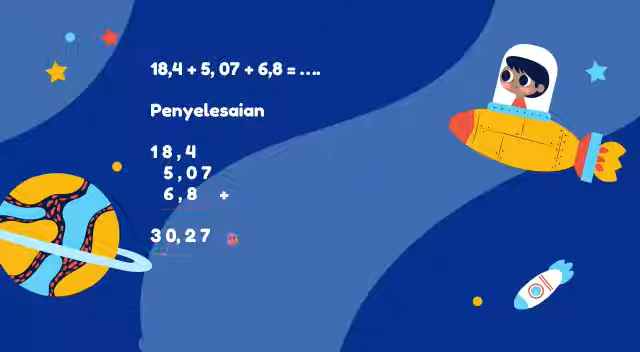 18,4 + 5, 07 + 6,8 = ....
Penyelesaian
1 8 , 4
5 , 0 7
6 , 8 +
3 0, 2 7